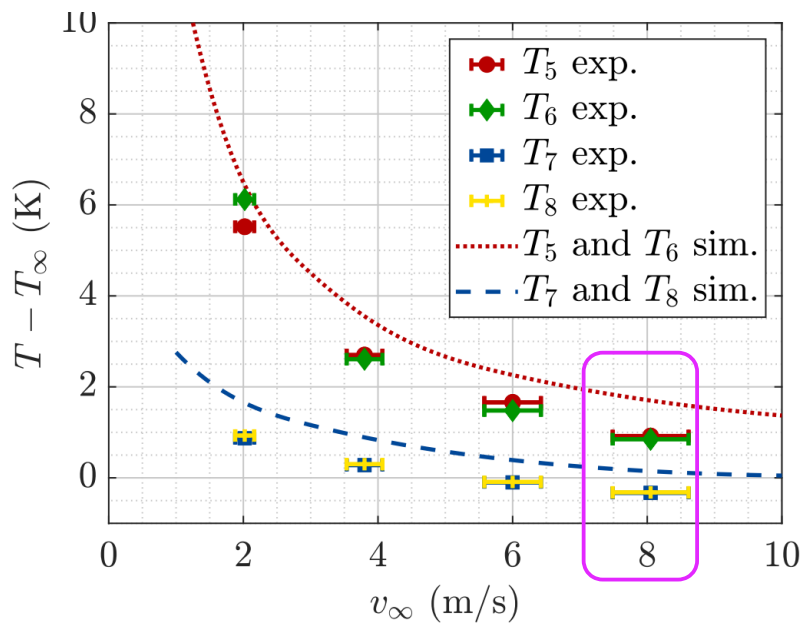 10
8
6
4
2
0
T − T∞ (K)
T5 exp.
T6 exp.
T7 exp.
T8 exp.
T5 and T6 sim.
T7 and T8 sim.
0 2 4 6 8 10
v∞ (m/s)